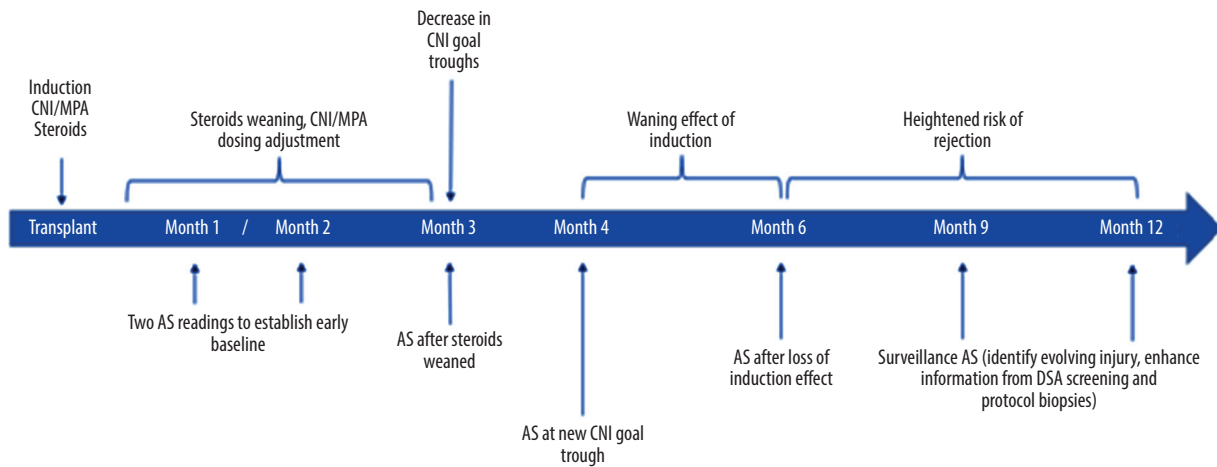 Decrease in
CNI goal
troughs
Induction
CNI/MPA
Steroids
Steroids weaning, CNI/MPA
dosing adjustment
Waning effect of
induction
Heightened risk of
rejection
Transplant
Month 1 / Month 2
Month 3
Month 4
Month 6
Month 9
Month 12
Two AS readings to establish early
baseline
AS after steroids
weaned
AS at new CNI goal
trough
AS after loss of
induction effect
Surveillance AS (identify evolving injury, enhance
information from DSA screening and
protocol biopsies)